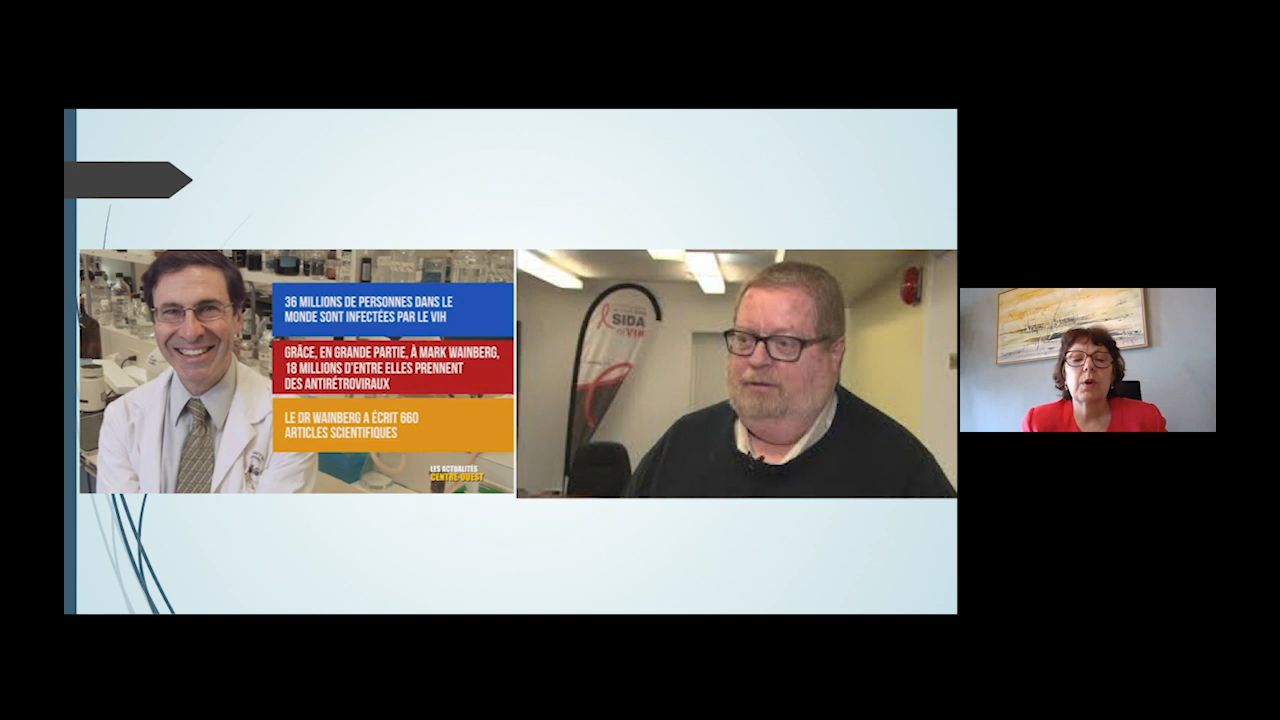 36 MILLIONS DE PERSONNES DANS LE
MONDE SONT INFECTÉES PAR LE VIH
GRÂCE, EN GRANDE PARTIE, À MARK WAINBERG,
18 MILLIONS D'ENTRE ELLES PRENNENT
DES ANTIRÉTROVIRAUX
LE DR WAINBERG A ÉCRIT 660
ARTICLES SCIENTIFIQUES
LES ACTUALITÉS
CENTRE-OUEST
SIDA
VIH